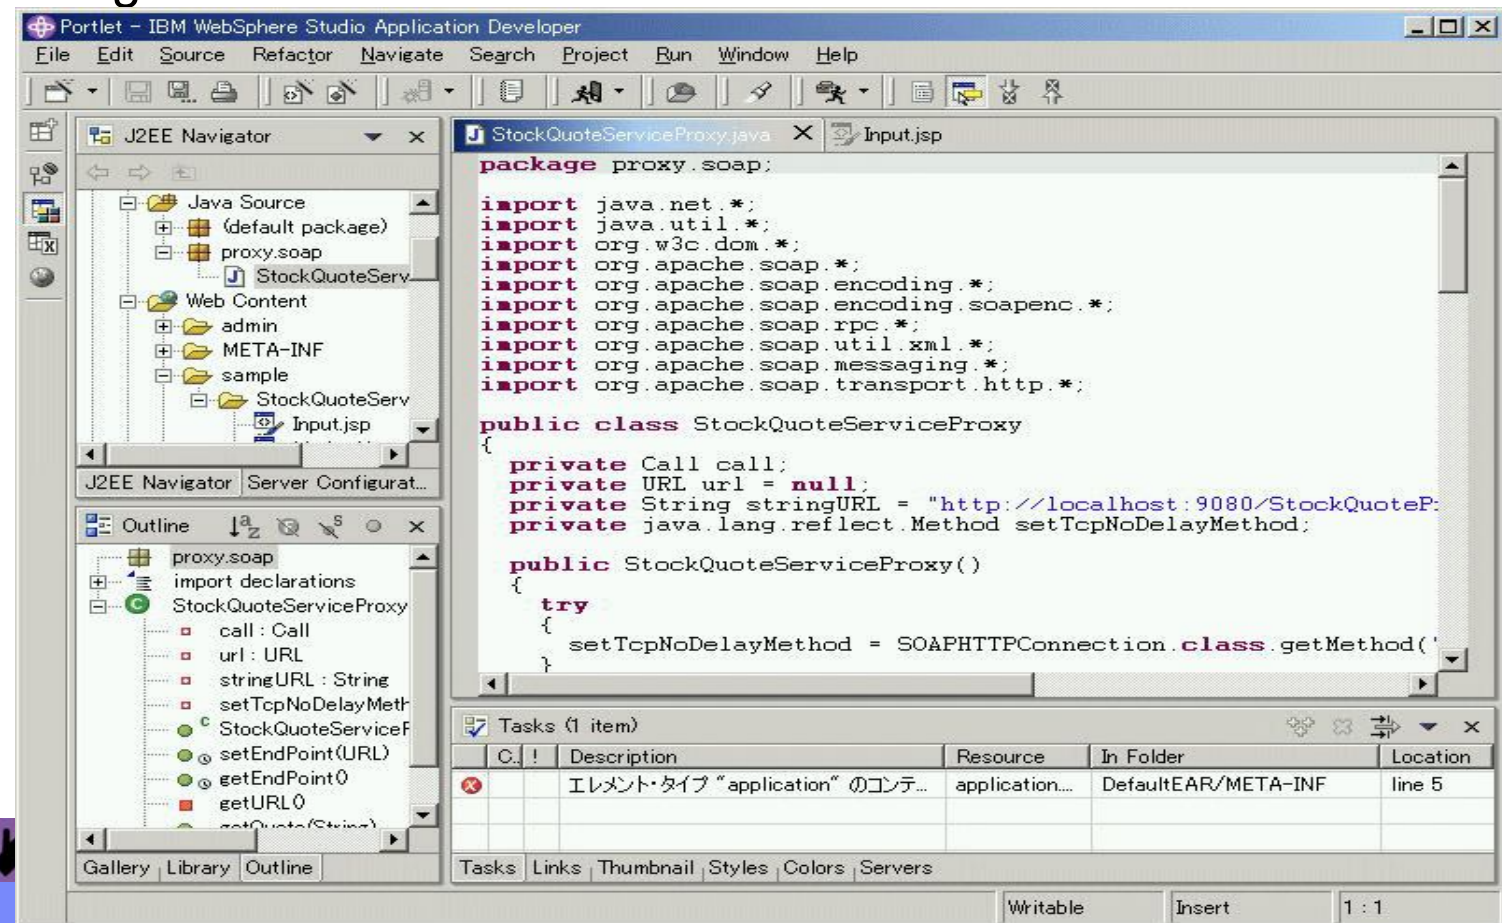 Portlet - IBM WebSphere Studio Application Developer
File Edit Source Refactor Navigate Search Project Run Window Help
J2EE Navigator
Java Source
(default package)
proxy.soap
StockQuoteServ
Web Content
admin
META-INF
sample
StockQuoteServ
Input.jsp
J2EE Navigator Server Configurat...
Outline
proxy.soap
import declarations
StockQuoteServiceProxy
call : Call
url : URL
stringURL : String
setTcpNoDelayMeth
StockQuoteServiceP
setEndPoint(URL)
getEndPoint()
getURL()
getQuote(String)
Gallery Library Outline
StockQuoteServiceProxy.java Input.jsp
package proxy.soap;
import java.net.*;
import java.util.*;
import org.w3c.dom.*;
import org.apache.soap.*;
import org.apache.soap.encoding.*;
import org.apache.soap.encoding.soapenc.*;
import org.apache.soap.rpc.*;
import org.apache.soap.util.xml.*;
import org.apache.soap.messaging.*;
import org.apache.soap.transport.http.*;
public class StockQuoteServiceProxy
{
private Call call;
private URL url = null;
private String stringURL = "http://localhost:9080/StockQuoteP
private java.lang.reflect.Method setTcpNoDelayMethod;
public StockQuoteServiceProxy()
{
try
{
setTcpNoDelayMethod = SOAPHTTPConnection.class.getMethod(
}
Tasks (1 item)
C. ! Description Resource In Folder Location
エレメント・タイプ "application" のコンテ... application.... DefaultEAR/META-INF line 5
Tasks Links Thumbnail Styles Colors Servers
Writable Insert 1 : 1